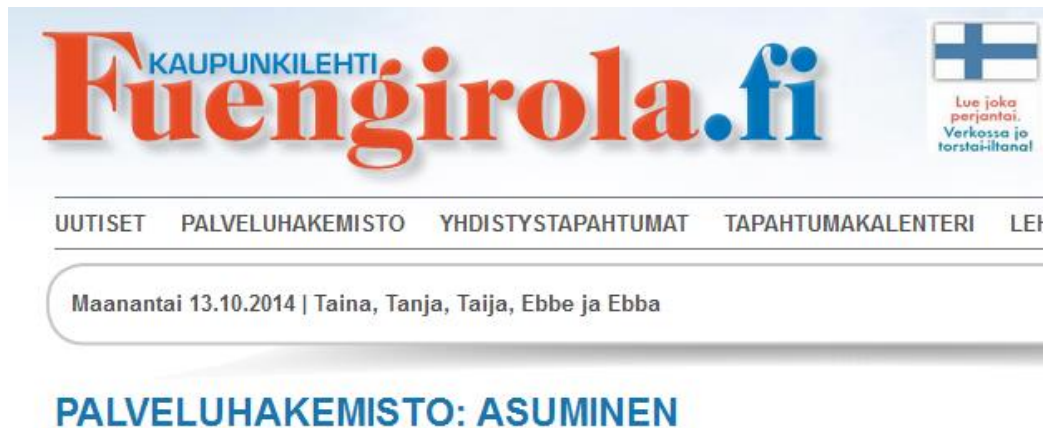 KAUPUNKILEHTI
Fuengirola.fi
Lue joka
perjantai.
Verkossa jo
torstai-iltana!
UUTISET PALVELUHAKEMISTO YHDISTYSTAPAHTUMAT TAPAHTUMAKALENTERI LEH
Maanantai 13.10.2014 | Taina, Tanja, Taija, Ebbe ja Ebba
PALVELUHAKEMISTO: ASUMINEN